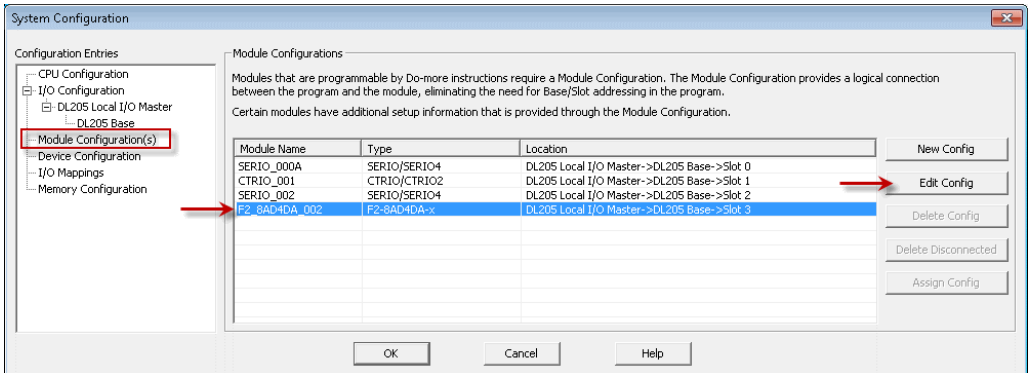 System Configuration
Configuration Entries
CPU Configuration
I/O Configuration
DL205 Local I/O Master
DL205 Base
Module Configuration(s)
Device Configuration
I/O Mappings
Memory Configuration
Module Configurations
Modules that are programmable by Do-more instructions require a Module Configuration. The Module Configuration provides a logical connection
between the program and the module, eliminating the need for Base/Slot addressing in the program.
Certain modules have additional setup information that is provided through the Module Configuration.
Module Name Type Location
SERIO_000A SERIO/SERIO4 DL205 Local I/O Master->DL205 Base->Slot 0
CTRIO_001 CTRIO/CTRIO2 DL205 Local I/O Master->DL205 Base->Slot 1
SERIO_002 SERIO/SERIO4 DL205 Local I/O Master->DL205 Base->Slot 2
F2_8AD4DA_002 F2-8AD4DA-x DL205 Local I/O Master->DL205 Base->Slot 3
New Config
Edit Config
Delete Config
Delete Disconnected
Assign Config
OK Cancel Help